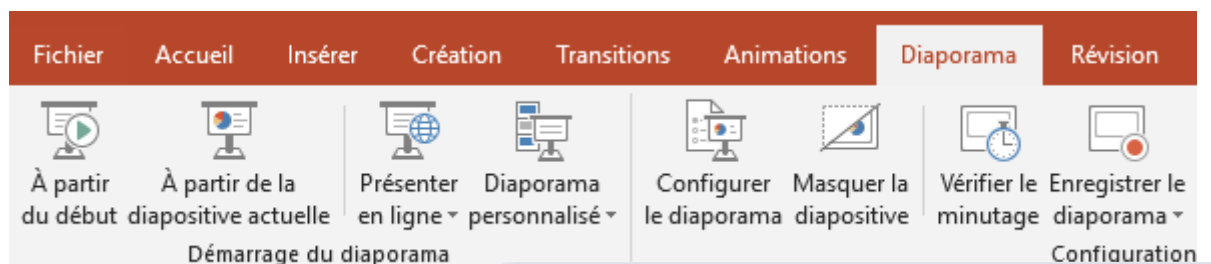 Fichier Accueil Insérer Création Transitions Animations Diaporama Révision
À partir À partir de la Présenter Diaporama Configurer Masquer la Vérifier le Enregistrer le
du début diapositive actuelle en ligne personnalisé le diaporama diapositive minutage diaporama
Démarrage du diaporama Configuration